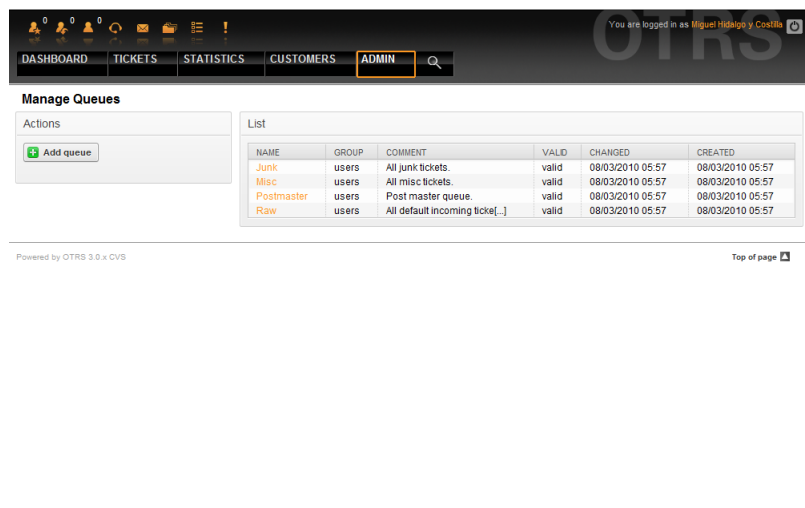 0 0 0
You are logged in as Miguel Hidalgo y Costilla
OTRS
DASHBOARD TICKETS STATISTICS CUSTOMERS ADMIN
Manage Queues
Actions
Add queue
List
NAME GROUP COMMENT VALID CHANGED CREATED
Junk users All junk tickets. valid 08/03/2010 05:57 08/03/2010 05:57
Misc users All misc tickets. valid 08/03/2010 05:57 08/03/2010 05:57
Postmaster users Post master queue. valid 08/03/2010 05:57 08/03/2010 05:57
Raw users All default incoming ticke[...] valid 08/03/2010 05:57 08/03/2010 05:57
Powered by OTRS 3.0.x CVS
Top of page